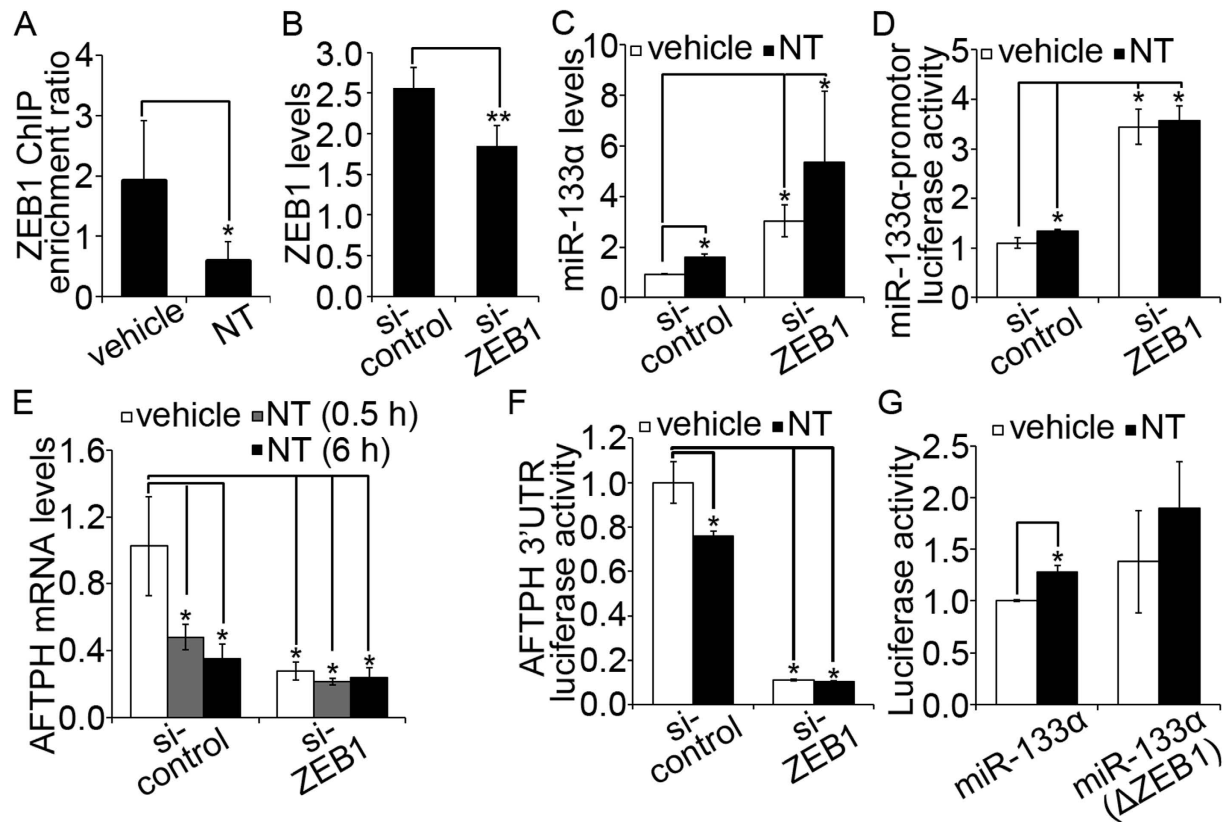 A
ZEB1 ChIP
enrichment ratio
4
3
2
1
0
*
vehicle
NT
B
ZEB1 levels
3.0
2.5
2.0
1.5
1.0
0.5
0.0
**
si-
control
si-
ZEB1
C
vehicle NT
miR-133α levels
10
8
6
4
2
0
*
*
*
si-
control
si-
ZEB1
D
vehicle NT
miR-133α-promotor
luciferase activity
5
4
3
2
1
0
*
*
*
si-
control
si-
ZEB1
E
vehicle NT (0.5 h)
NT (6 h)
AFTPH mRNA levels
1.6
1.2
0.8
0.4
0.0
*
*
*
*
*
si-
control
si-
ZEB1
F
vehicle NT
AFTPH 3'UTR
luciferase activity
1.2
1.0
0.8
0.6
0.4
0.2
0.0
*
*
*
si-
control
si-
ZEB1
G
vehicle NT
Luciferase activity
2.5
2.0
1.5
1.0
0.5
0.0
*
miR-133α
miR-133α
(ΔZEB1)